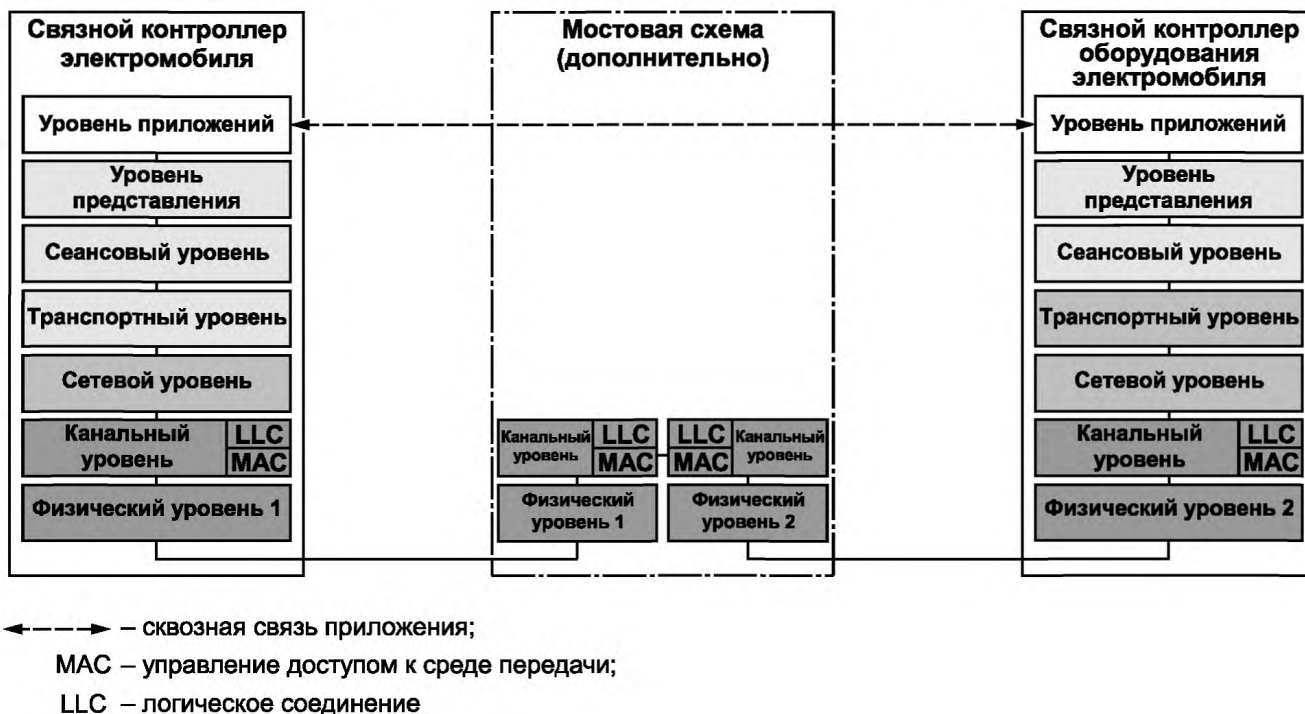 Связной контроллер
электромобиля
Уровень приложений
Уровень
представления
Сеансовый уровень
Транспортный уровень
Сетевой уровень
Канальный
уровень
LLC
MAC
Физический уровень 1
Мостовая схема
(дополнительно)
Канальный
уровень
LLC
MAC
LLC
MAC
Канальный
уровень
Физический
уровень 1
Физический
уровень 2
Связной контроллер
оборудования
электромобиля
Уровень приложений
Уровень
представления
Сеансовый уровень
Транспортный уровень
Сетевой уровень
Канальный
уровень
LLC
MAC
Физический уровень 2
– сквозная связь приложения;
MAC – управление доступом к среде передачи;
LLC – логическое соединение